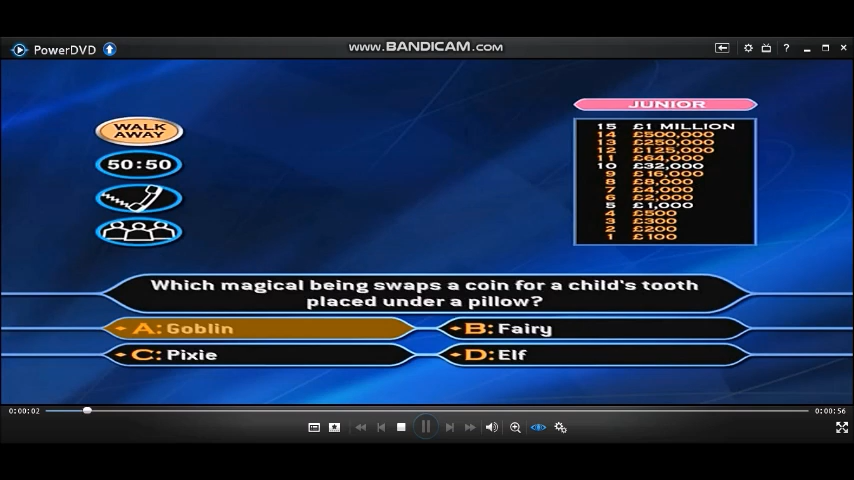 PowerDVD
www.BANDICAM.com
?
WALK
AWAY
50:50
JUNIOR
15 £1 MILLION
14 £500,000
13 £250,000
12 £125,000
11 £64,000
10 £32,000
9 £16,000
8 £8,000
7 £4,000
6 £2,000
5 £1,000
4 £500
3 £300
2 £200
1 £100
Which magical being swaps a coin for a child's tooth
placed under a pillow?
A: Goblin
B: Fairy
C: Pixie
D: Elf
0:00:02
0:00:56